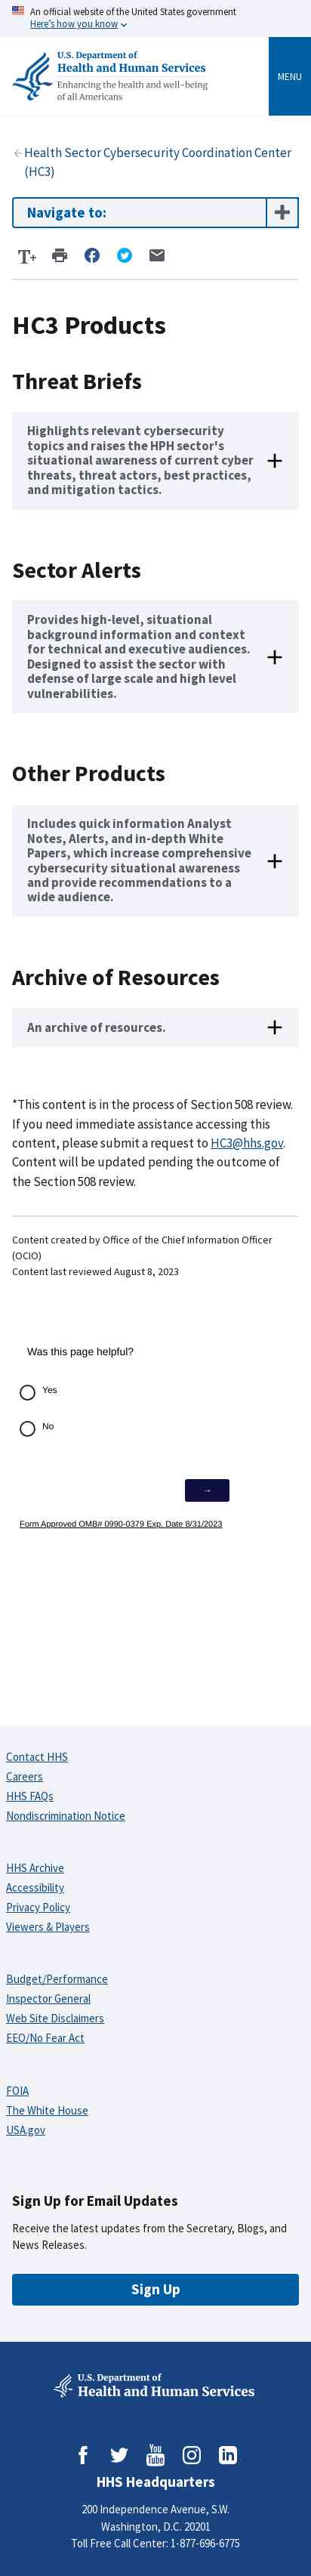 An official website of the United States government
Here's how you know
U.S. Department of
Health and Human Services
Enhancing the health and well-being
of all Americans
MENU
Health Sector Cybersecurity Coordination Center
(HC3)
Navigate to:
T+
HC3 Products
Threat Briefs
Highlights relevant cybersecurity
topics and raises the HPH sector's
situational awareness of current cyber
threats, threat actors, best practices,
and mitigation tactics.
Sector Alerts
Provides high-level, situational
background information and context
for technical and executive audiences.
Designed to assist the sector with
defense of large scale and high level
vulnerabilities.
Other Products
Includes quick information Analyst
Notes, Alerts, and in-depth White
Papers, which increase comprehensive
cybersecurity situational awareness
and provide recommendations to a
wide audience.
Archive of Resources
An archive of resources.
*This content is in the process of Section 508 review.
If you need immediate assistance accessing this
content, please submit a request to HC3@hhs.gov.
Content will be updated pending the outcome of
the Section 508 review.
Content created by Office of the Chief Information Officer
(OCIO)
Content last reviewed August 8, 2023
Was this page helpful?
Yes
No
→
Form Approved OMB# 0990-0379 Exp. Date 8/31/2023
Contact HHS
Careers
HHS FAQs
Nondiscrimination Notice
HHS Archive
Accessibility
Privacy Policy
Viewers & Players
Budget/Performance
Inspector General
Web Site Disclaimers
EEO/No Fear Act
FOIA
The White House
USA.gov
Sign Up for Email Updates
Receive the latest updates from the Secretary, Blogs, and
News Releases.
Sign Up
U.S. Department of
Health and Human Services
You
Tube
HHS Headquarters
200 Independence Avenue, S.W.
Washington, D.C. 20201
Toll Free Call Center: 1-877-696-6775